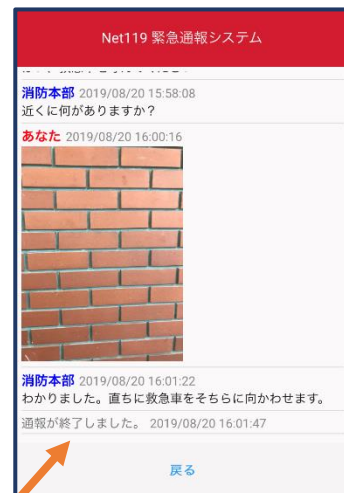 Net119 緊急通報システム
消防本部 2019/08/20 15:58:08
近くに何がありますか？
あなた 2019/08/20 16:00:16
消防本部 2019/08/20 16:01:22
わかりました。直ちに救急車をそちらに向かわせます。
通報が終了しました。 2019/08/20 16:01:47
戻る